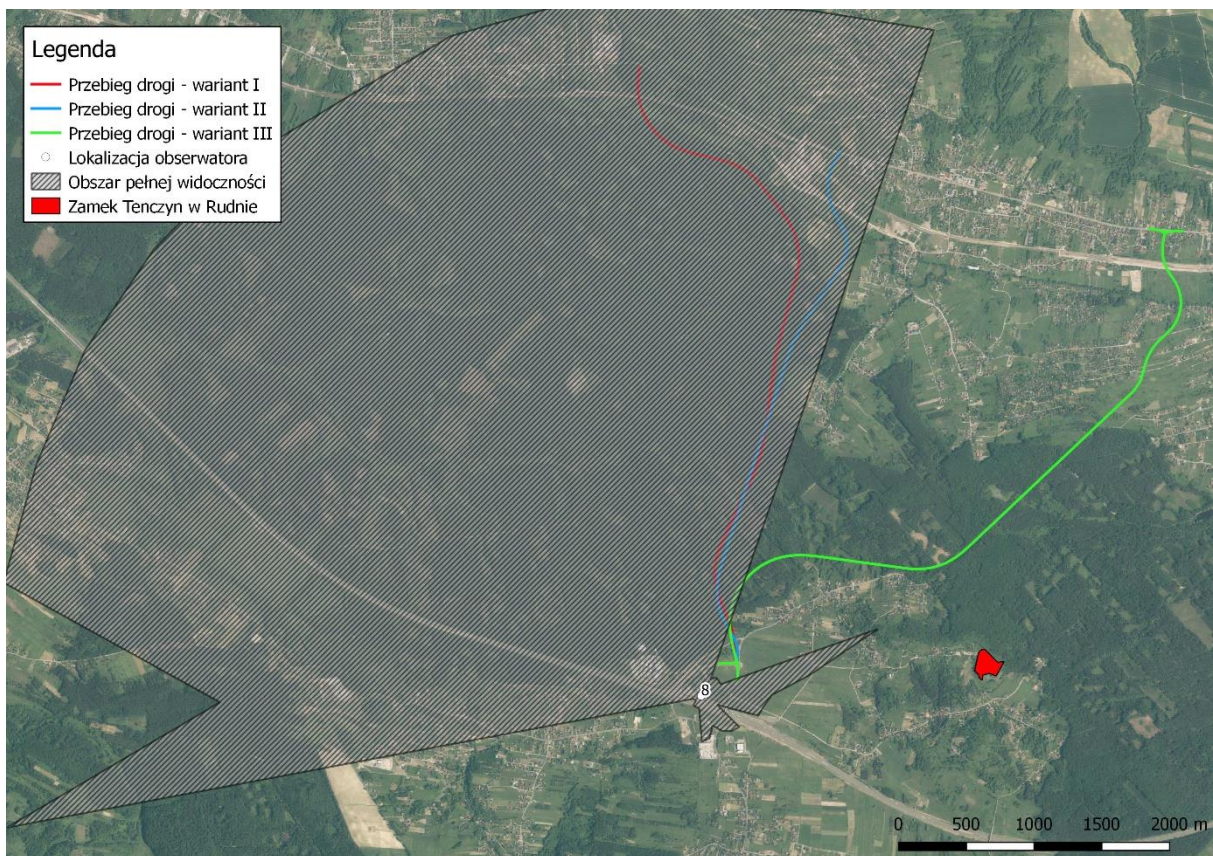 Legenda
Przebieg drogi - wariant I
Przebieg drogi - wariant II
Przebieg drogi - wariant III
Lokalizacja obserwatora
Obszar pełnej widoczności
Zamek Tenczyn w Rudnie
8
0 500 1000 1500 2000 m